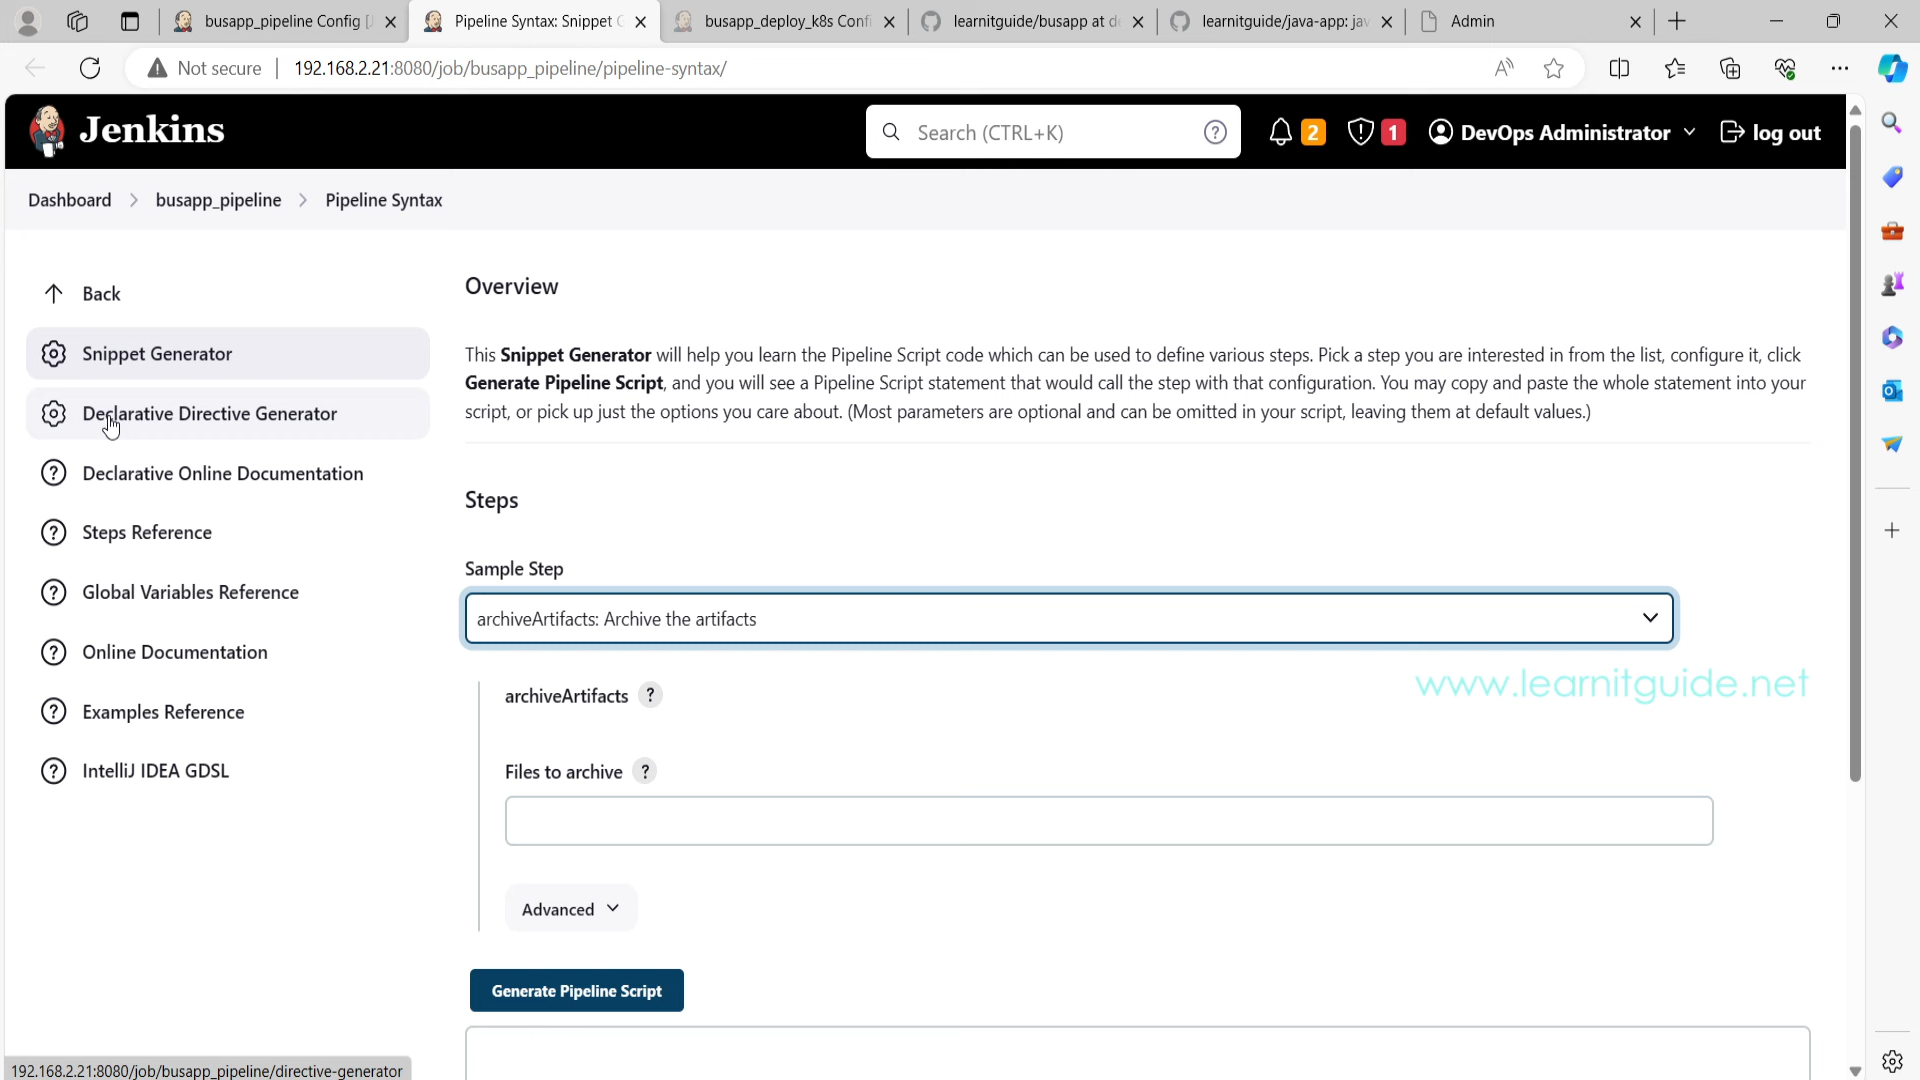 busapp_pipeline Config [J
Pipeline Syntax: Snippet G
busapp_deploy_k8s Confi
learnitguide/busapp at de
learnitguide/java-app: jav
Admin
Not secure
192.168.2.21:8080/job/busapp_pipeline/pipeline-syntax/
Jenkins
Search (CTRL+K)
2
1
DevOps Administrator
log out
Dashboard
busapp_pipeline
Pipeline Syntax
Back
Snippet Generator
Declarative Directive Generator
Declarative Online Documentation
Steps Reference
Global Variables Reference
Online Documentation
Examples Reference
IntelliJ IDEA GDSL
Overview
This Snippet Generator will help you learn the Pipeline Script code which can be used to define various steps. Pick a step you are interested in from the list, configure it, click
Generate Pipeline Script, and you will see a Pipeline Script statement that would call the step with that configuration. You may copy and paste the whole statement into your
script, or pick up just the options you care about. (Most parameters are optional and can be omitted in your script, leaving them at default values.)
Steps
Sample Step
archiveArtifacts: Archive the artifacts
www.learnitguide.net
archiveArtifacts ?
Files to archive ?
Advanced
Generate Pipeline Script
192.168.2.21:8080/job/busapp_pipeline/directive-generator